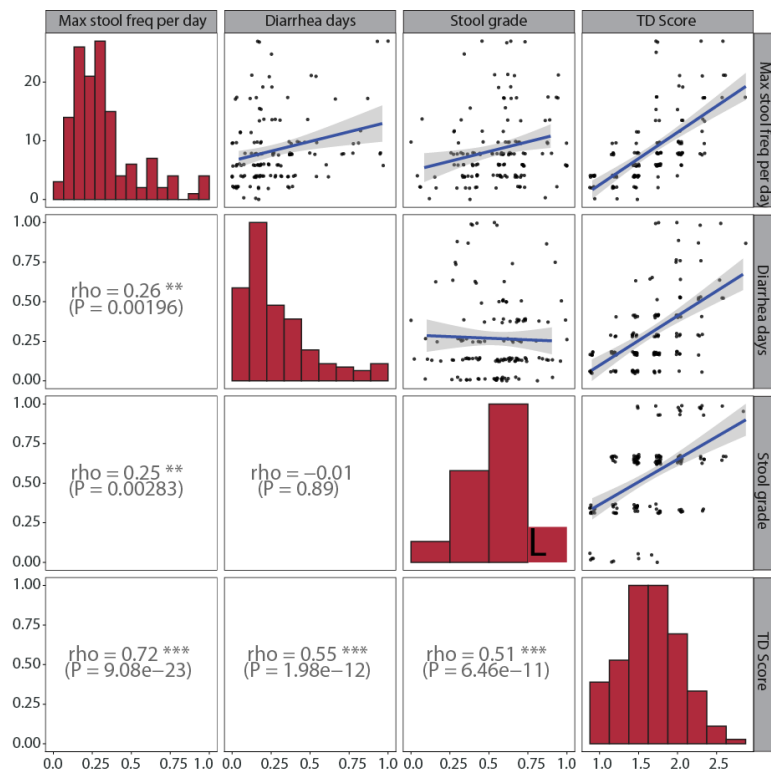 Max stool freq per day Diarrhea days Stool grade TD Score
20
10
0
Max stool freq per day
1.00
0.75
0.50
0.25
0.00
rho = 0.26 **
(P = 0.00196)
Diarrhea days
1.00
0.75
0.50
0.25
0.00
rho = 0.25 **
(P = 0.00283)
rho = −0.01
(P = 0.89)
L
Stool grade
1.00
0.75
0.50
0.25
0.00
rho = 0.72 ***
(P = 9.08e−23)
rho = 0.55 ***
(P = 1.98e−12)
rho = 0.51 ***
(P = 6.46e−11)
TD Score
0.0 0.25 0.75 1.0 0.0 0.25 0.75 1.0 0.0 0.25 0.75 1.0 1.0 1.5 2.0 2.5